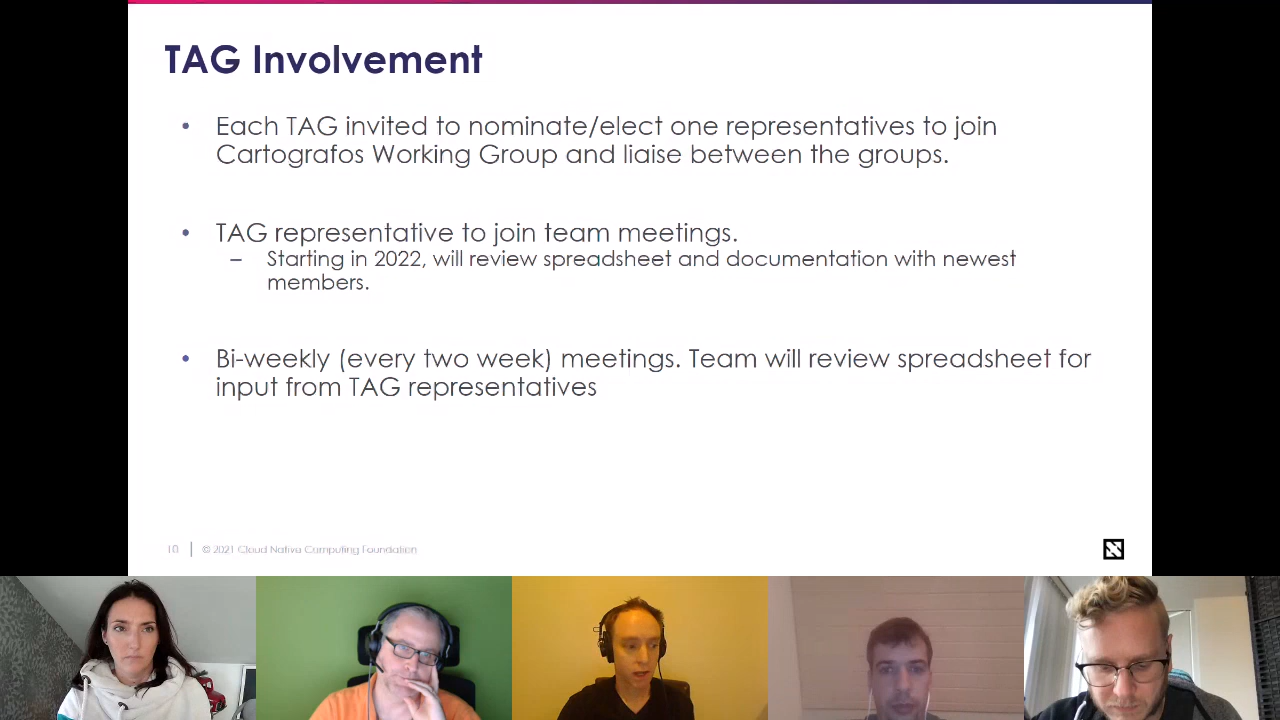 TAG Involvement
• Each TAG invited to nominate/elect one representatives to join
Cartografos Working Group and liaise between the groups.
• TAG representative to join team meetings.
– Starting in 2022, will review spreadsheet and documentation with newest
members.
• Bi-weekly (every two week) meetings. Team will review spreadsheet for
input from TAG representatives
10 | © 2021 Cloud Native Computing Foundation